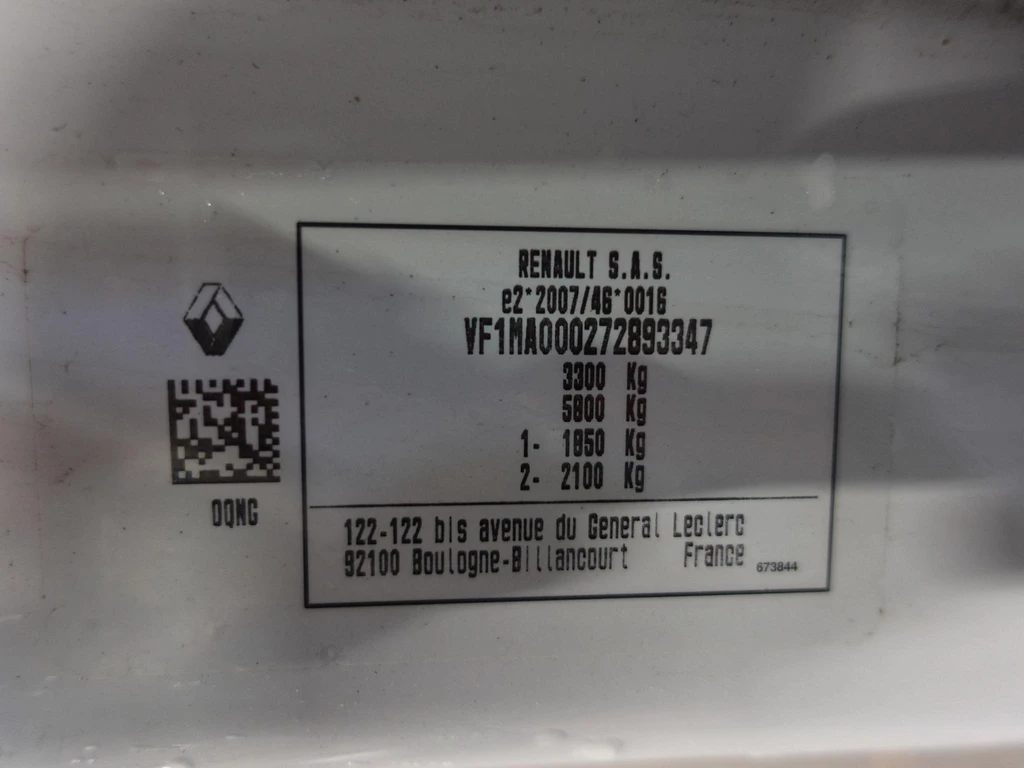 RENAULT S.A.S.
e2*2007/46*0016
VF1MA000272893347
3300 Kg
5800 Kg
1- 1850 Kg
2- 2100 Kg
OQMG
122-122 bis avenue du General Leclerc
92100 Boulogne-Billancourt France 673844